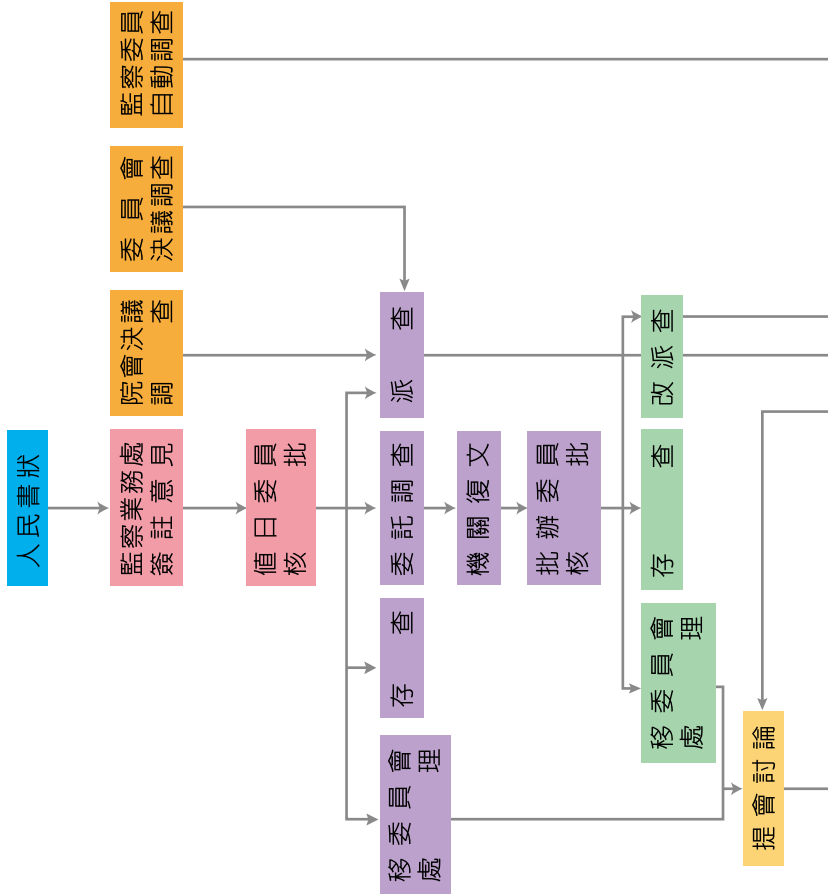 人民書狀
監察業務處
簽註意見
院會決議
調查
委員會
決議調查
監察委員
自動調查
值日委員批
核
派查
委託調查
存查
移委員會
處理
機關復文
批辦委員批
核
改派查
存查
移委員會
處理
提會討論